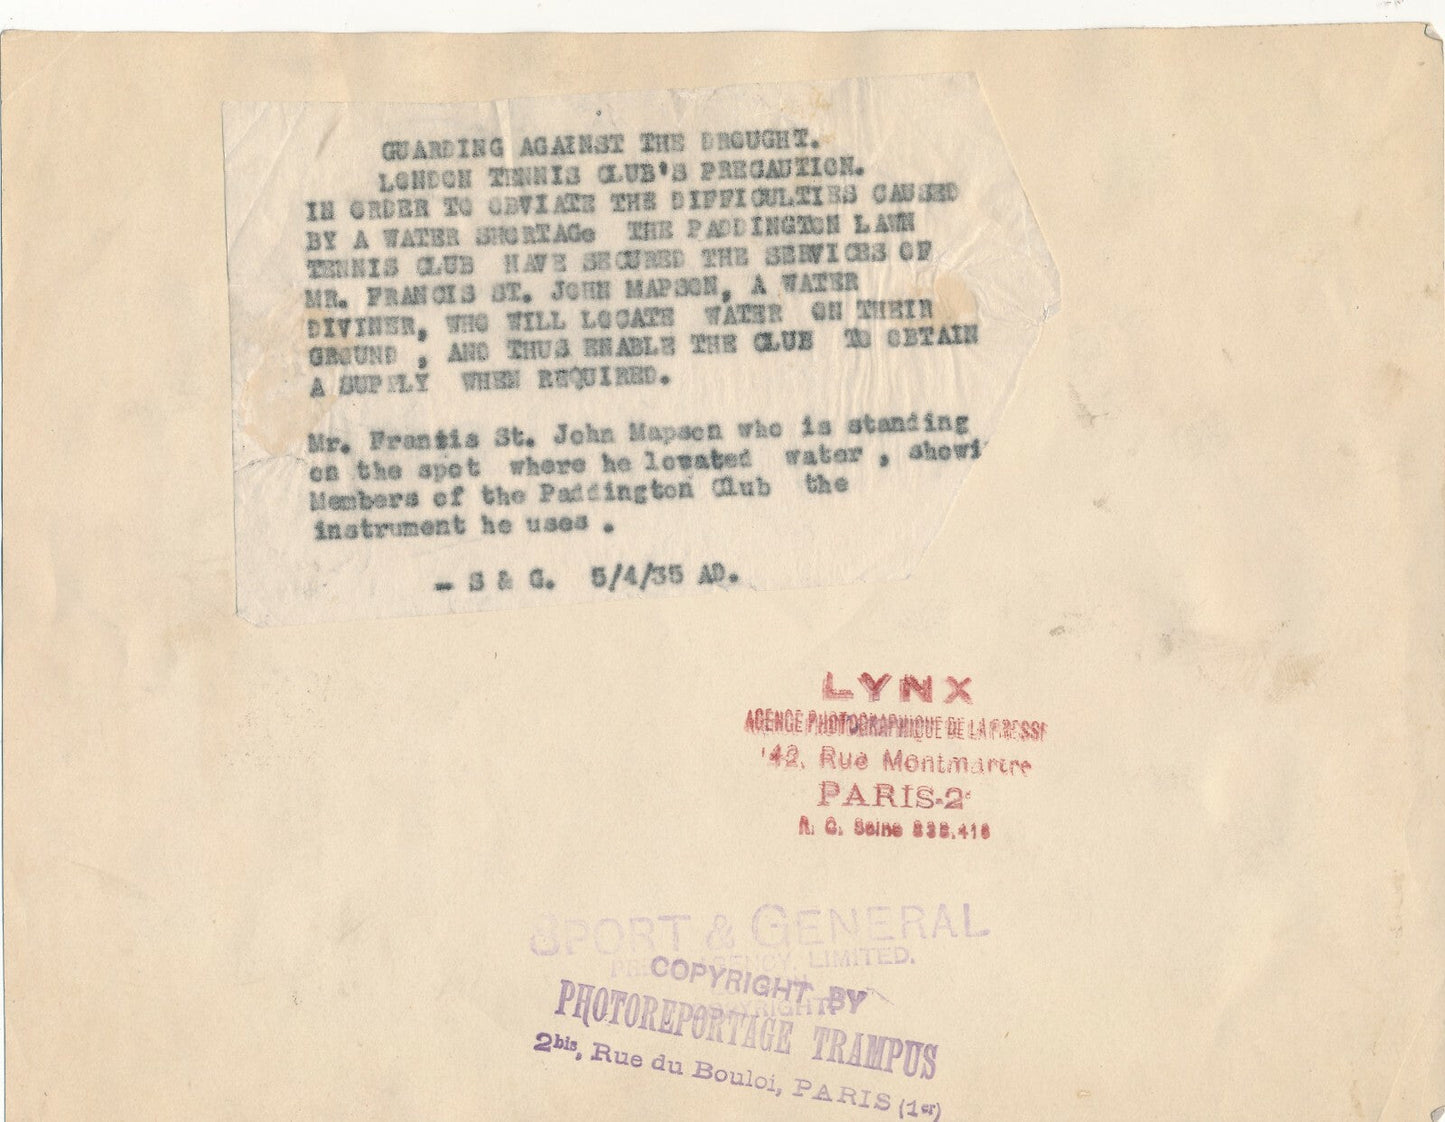 GUARDING AGAINST THE DROUGHT.
LONDON TENNIS CLUB'S PRECAUTION.
IN ORDER TO OBVIATE THE DIFFICULTIES CAUSED
BY A WATER SHORTAGe THE PADDINGTON LAWN
TENNIS CLUB HAVE SECURED THE SERVICES OF
MR. FRANCIS ST. JOHN MAPSON, A WATER
DIVINER, WHO WILL LOCATE WATER ON THEIR
GROUND , AND THUS ENABLE THE CLUB TO OBTAIN
A SUPPLY WHEN REQUIRED.
Mr. Francis St. John Mapson who is standing
on the spot where he located water , showi
Members of the Paddington Club the
instrument he uses .
- S & G. 5/4/35 AD.
LYNX
AGENCE PHOTOGRAPHIQUE DE LA PRESSE
42, Rue Montmartre
PARIS-2e
R. C. Seine
SPORT & GENERAL
PRESS AGENCY, LIMITED.
COPYRIGHT BY
COPYRIGHT.
PHOTOREPORTAGE TRAMPUS
2bis, Rue du Bouloi, PARIS (1er)